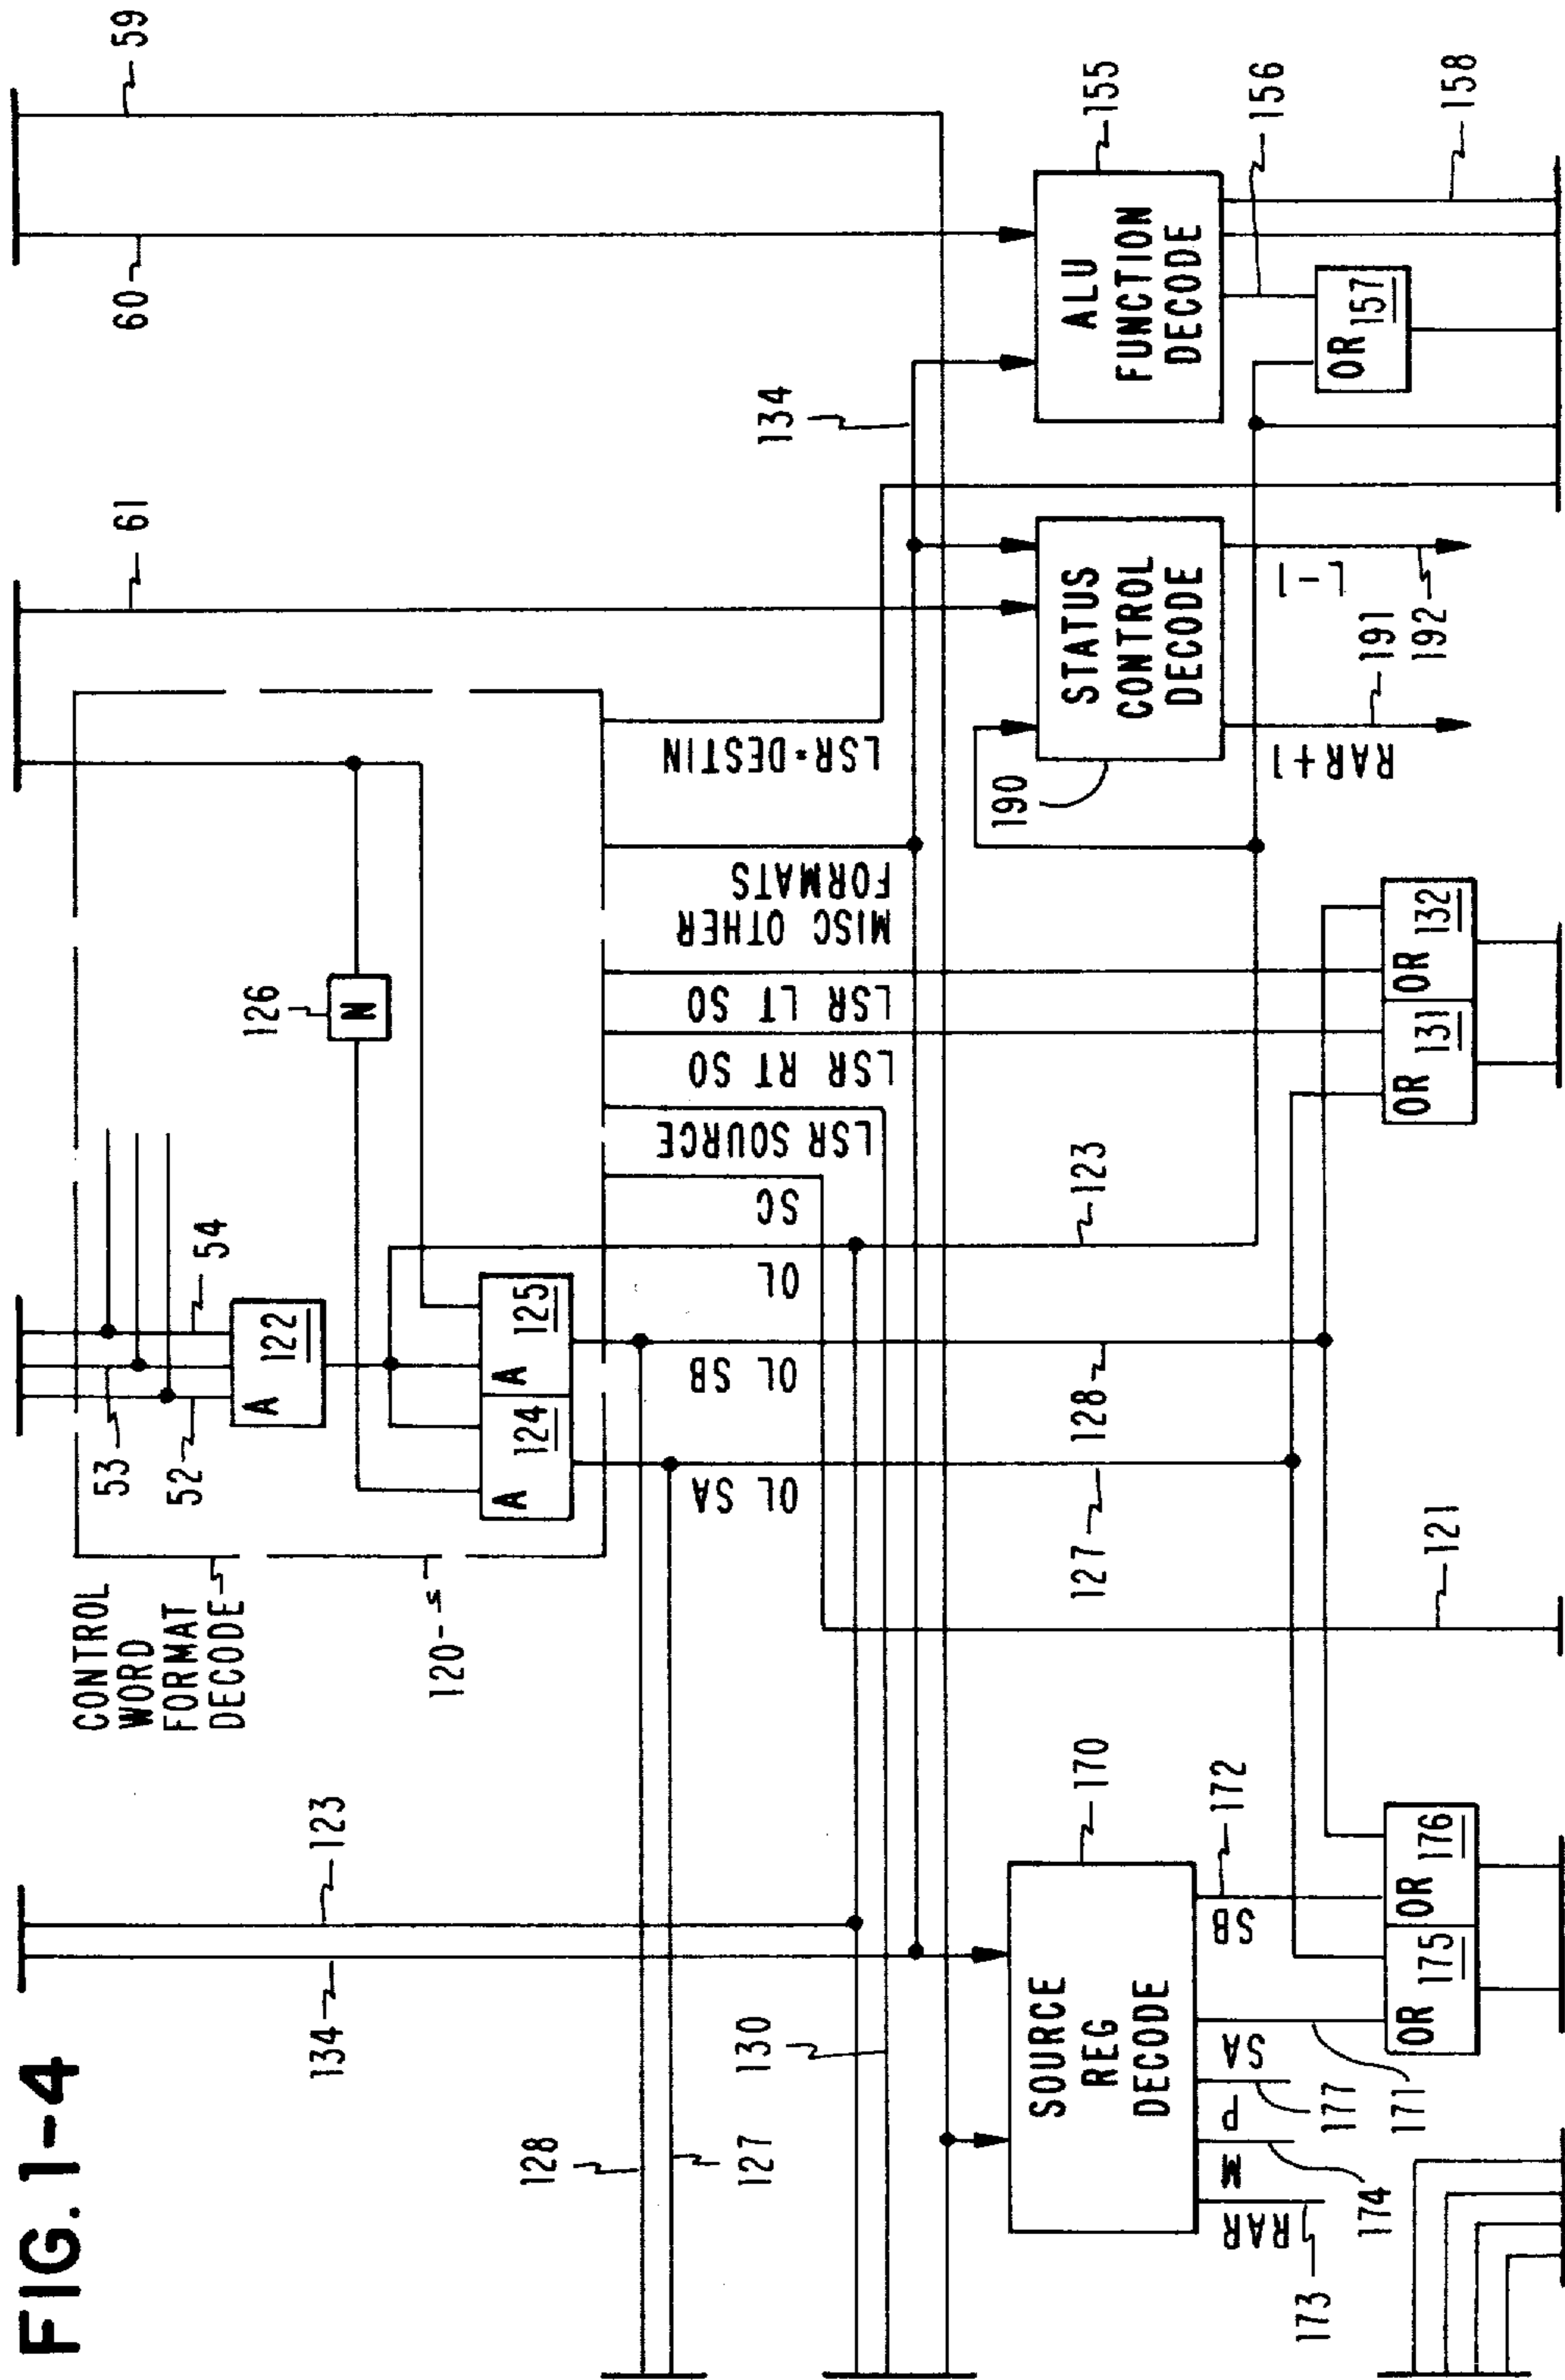 FIG. 1-4
134
123
CONTROL
WORD
FORMAT
DECODE
120
53
52
54
A 122
A 124
A 125
126
N
61
60
59
128
127
130
OL SA
OL SB
OL
SC
LSR SOURCE
LSR RT SO
LSR LT SO
MISC OTHER
FORMATS
LSR=DESTIN
134
127
128
123
121
SOURCE
REG
DECODE
170
RAR
M
P
SA
SB
172
173
174
177
171
OR 175
OR 176
OR 131
OR 132
190
STATUS
CONTROL
DECODE
RAR+1
191
L-1
192
ALU
FUNCTION
DECODE
155
156
OR 157
158